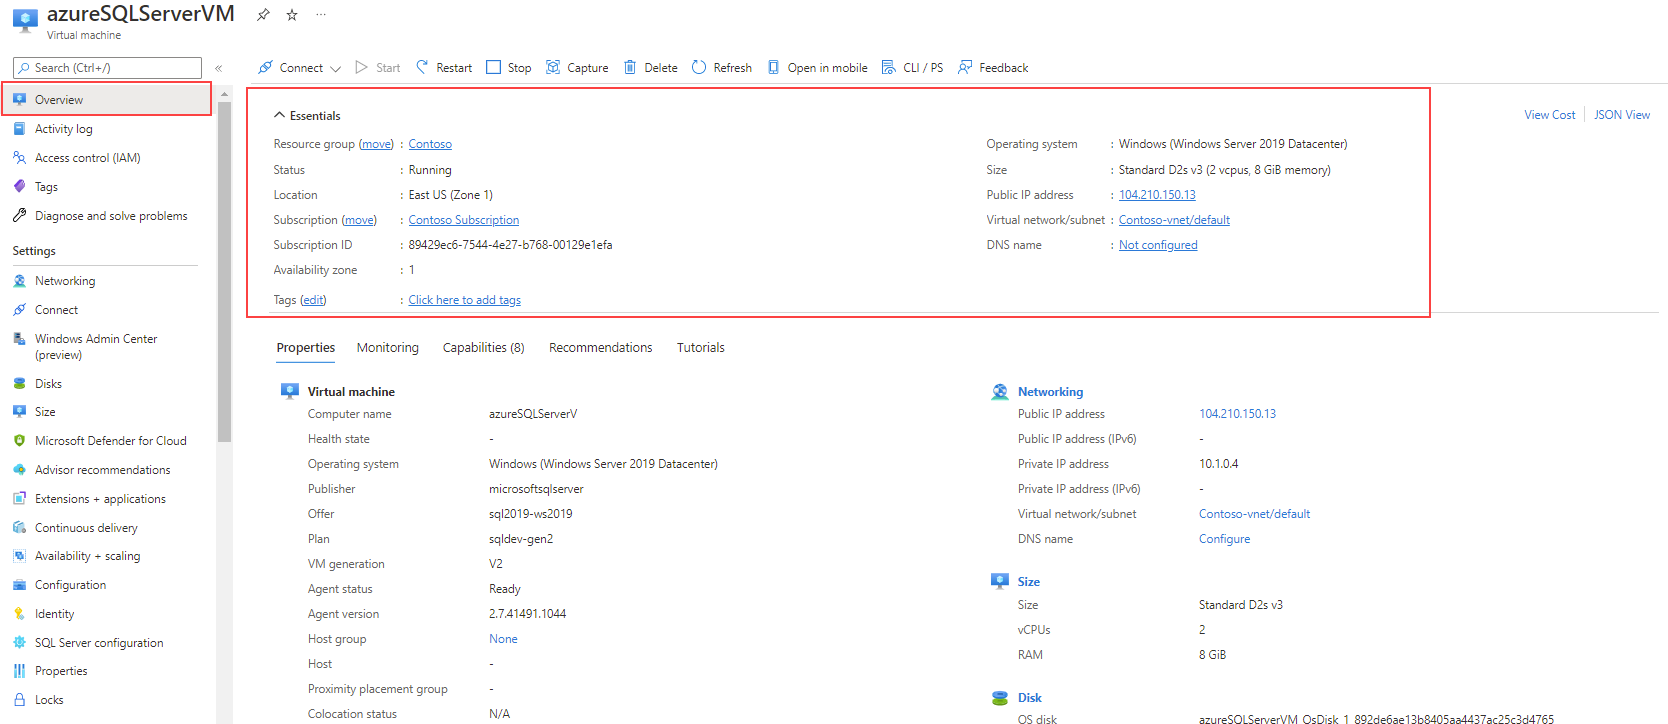 azureSQLServerVM ···
Virtual machine
Search (Ctrl+/) «
Overview
Activity log
Access control (IAM)
Tags
Diagnose and solve problems
Settings
Networking
Connect
Windows Admin Center
(preview)
Disks
Size
Microsoft Defender for Cloud
Advisor recommendations
Extensions + applications
Continuous delivery
Availability + scaling
Configuration
Identity
SQL Server configuration
Properties
Locks
Connect Start Restart Stop Capture Delete Refresh Open in mobile CLI / PS Feedback
Essentials
View Cost JSON View
Resource group (move) : Contoso
Status : Running
Location : East US (Zone 1)
Subscription (move) : Contoso Subscription
Subscription ID : 89429ec6-7544-4e27-b768-00129e1efa
Availability zone : 1
Tags (edit) : Click here to add tags
Operating system : Windows (Windows Server 2019 Datacenter)
Size : Standard D2s v3 (2 vcpus, 8 GiB memory)
Public IP address : 104.210.150.13
Virtual network/subnet : Contoso-vnet/default
DNS name : Not configured
Properties Monitoring Capabilities (8) Recommendations Tutorials
Virtual machine
Computer name azureSQLServerV
Health state -
Operating system Windows (Windows Server 2019 Datacenter)
Publisher microsoftsqlserver
Offer sql2019-ws2019
Plan sqldev-gen2
VM generation V2
Agent status Ready
Agent version 2.7.41491.1044
Host group None
Host -
Proximity placement group -
Colocation status N/A
Networking
Public IP address 104.210.150.13
Public IP address (IPv6) -
Private IP address 10.1.0.4
Private IP address (IPv6) -
Virtual network/subnet Contoso-vnet/default
DNS name Configure
Size
Size Standard D2s v3
vCPUs 2
RAM 8 GiB
Disk
OS disk azureSQLServerVM_OsDisk_1_892de6ae13b8405aa4437ac25c3d4765